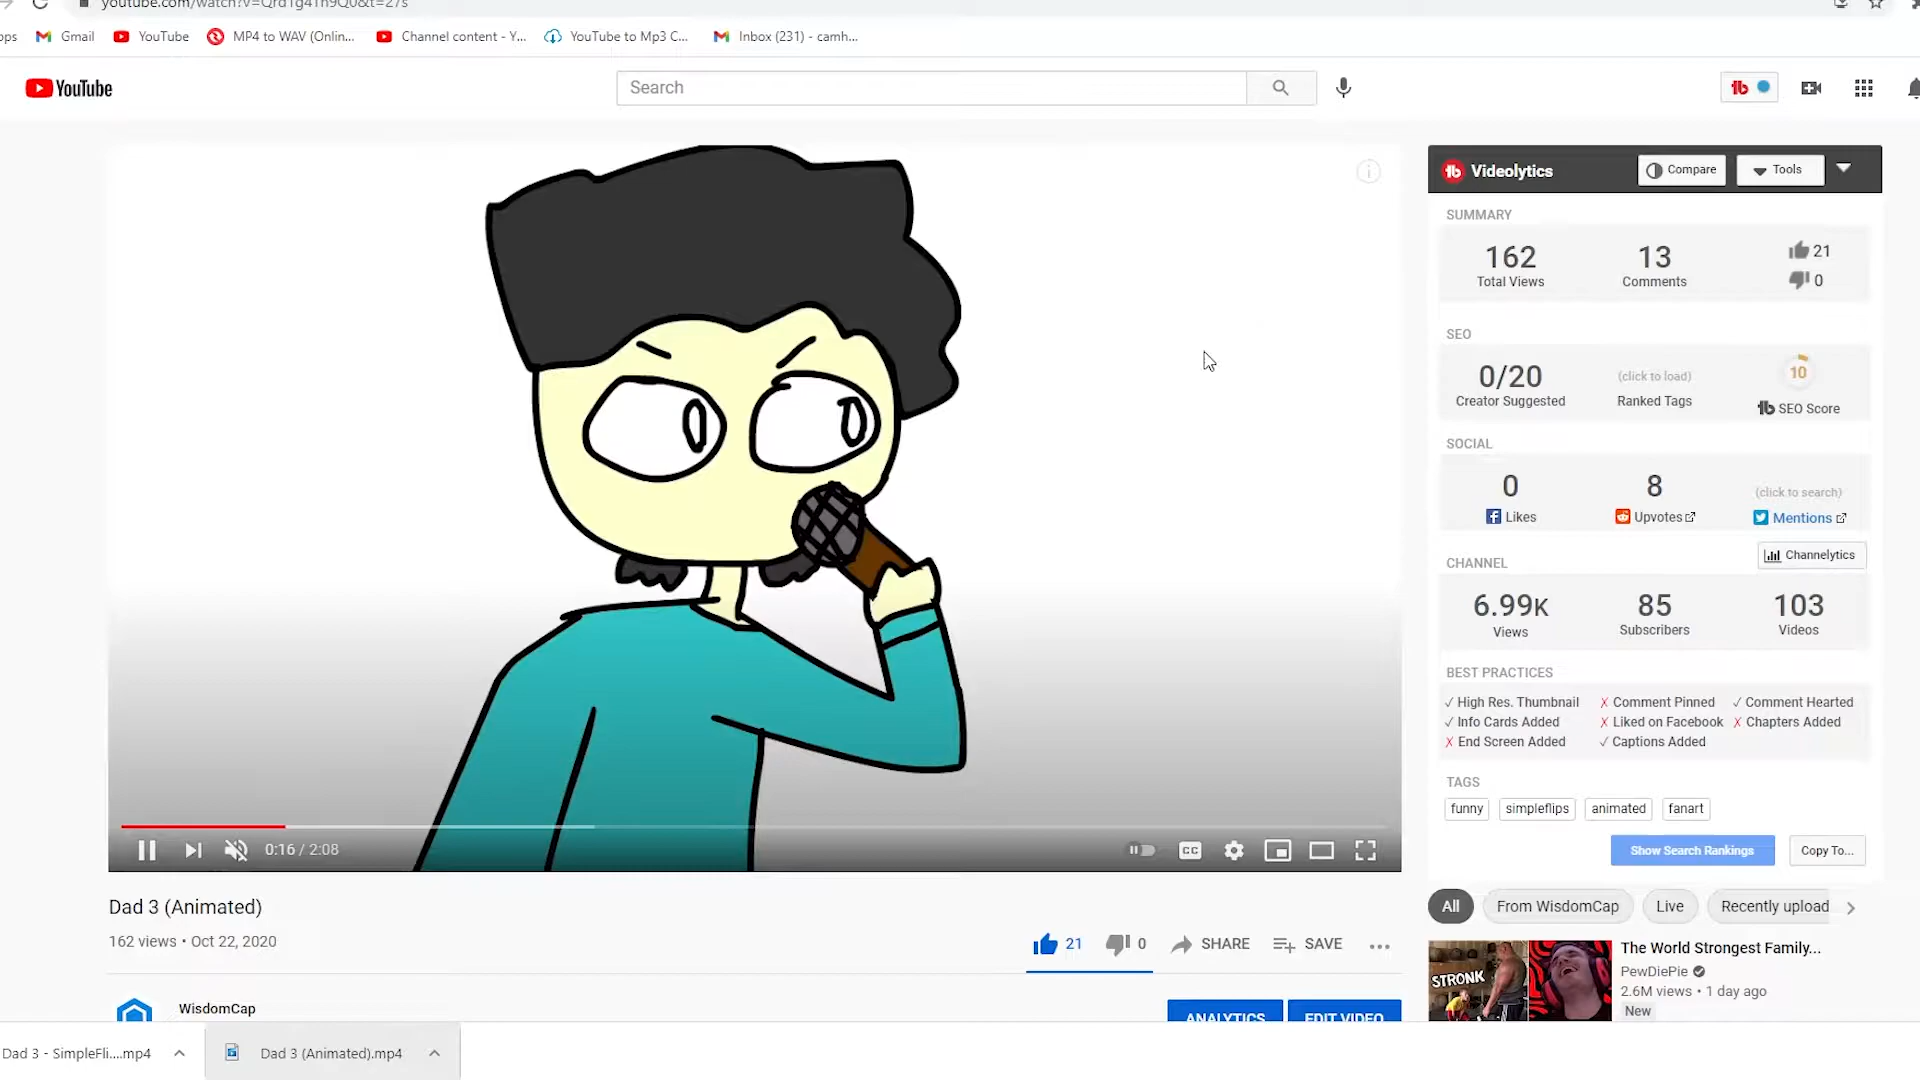 ops Gmail YouTube MP4 to WAV (Onlin... Channel content - Y... YouTube to Mp3 C... Inbox (231) - camh...
YouTube
Search
Videolytics Compare Tools
SUMMARY
162 13 21
Total Views Comments 0
SEO
0/20 (click to load) 10
Creator Suggested Ranked Tags SEO Score
SOCIAL
0 8 (click to search)
Likes Upvotes Mentions
CHANNEL Channelytics
6.99K 85 103
Views Subscribers Videos
BEST PRACTICES
✓ High Res. Thumbnail ✗ Comment Pinned ✓ Comment Hearted
✓ Info Cards Added ✗ Liked on Facebook ✗ Chapters Added
✗ End Screen Added ✓ Captions Added
TAGS
funny simpleflips animated fanart
Show Search Rankings Copy To...
0:16 / 2:08 CC
Dad 3 (Animated)
162 views • Oct 22, 2020
21 0 SHARE SAVE
WisdomCap
ANALYTICS EDIT VIDEO
All From WisdomCap Live Recently upload
STRONK
The World Strongest Family...
PewDiePie
2.6M views • 1 day ago
New
Dad 3 - SimpleFli....mp4 Dad 3 (Animated).mp4